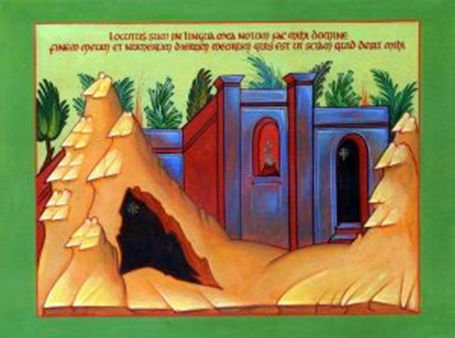 locutus sum in lingua mea notum fac mihi domine
finem meum et numerum dierum meorum quis est ut sciam quid desit mihi